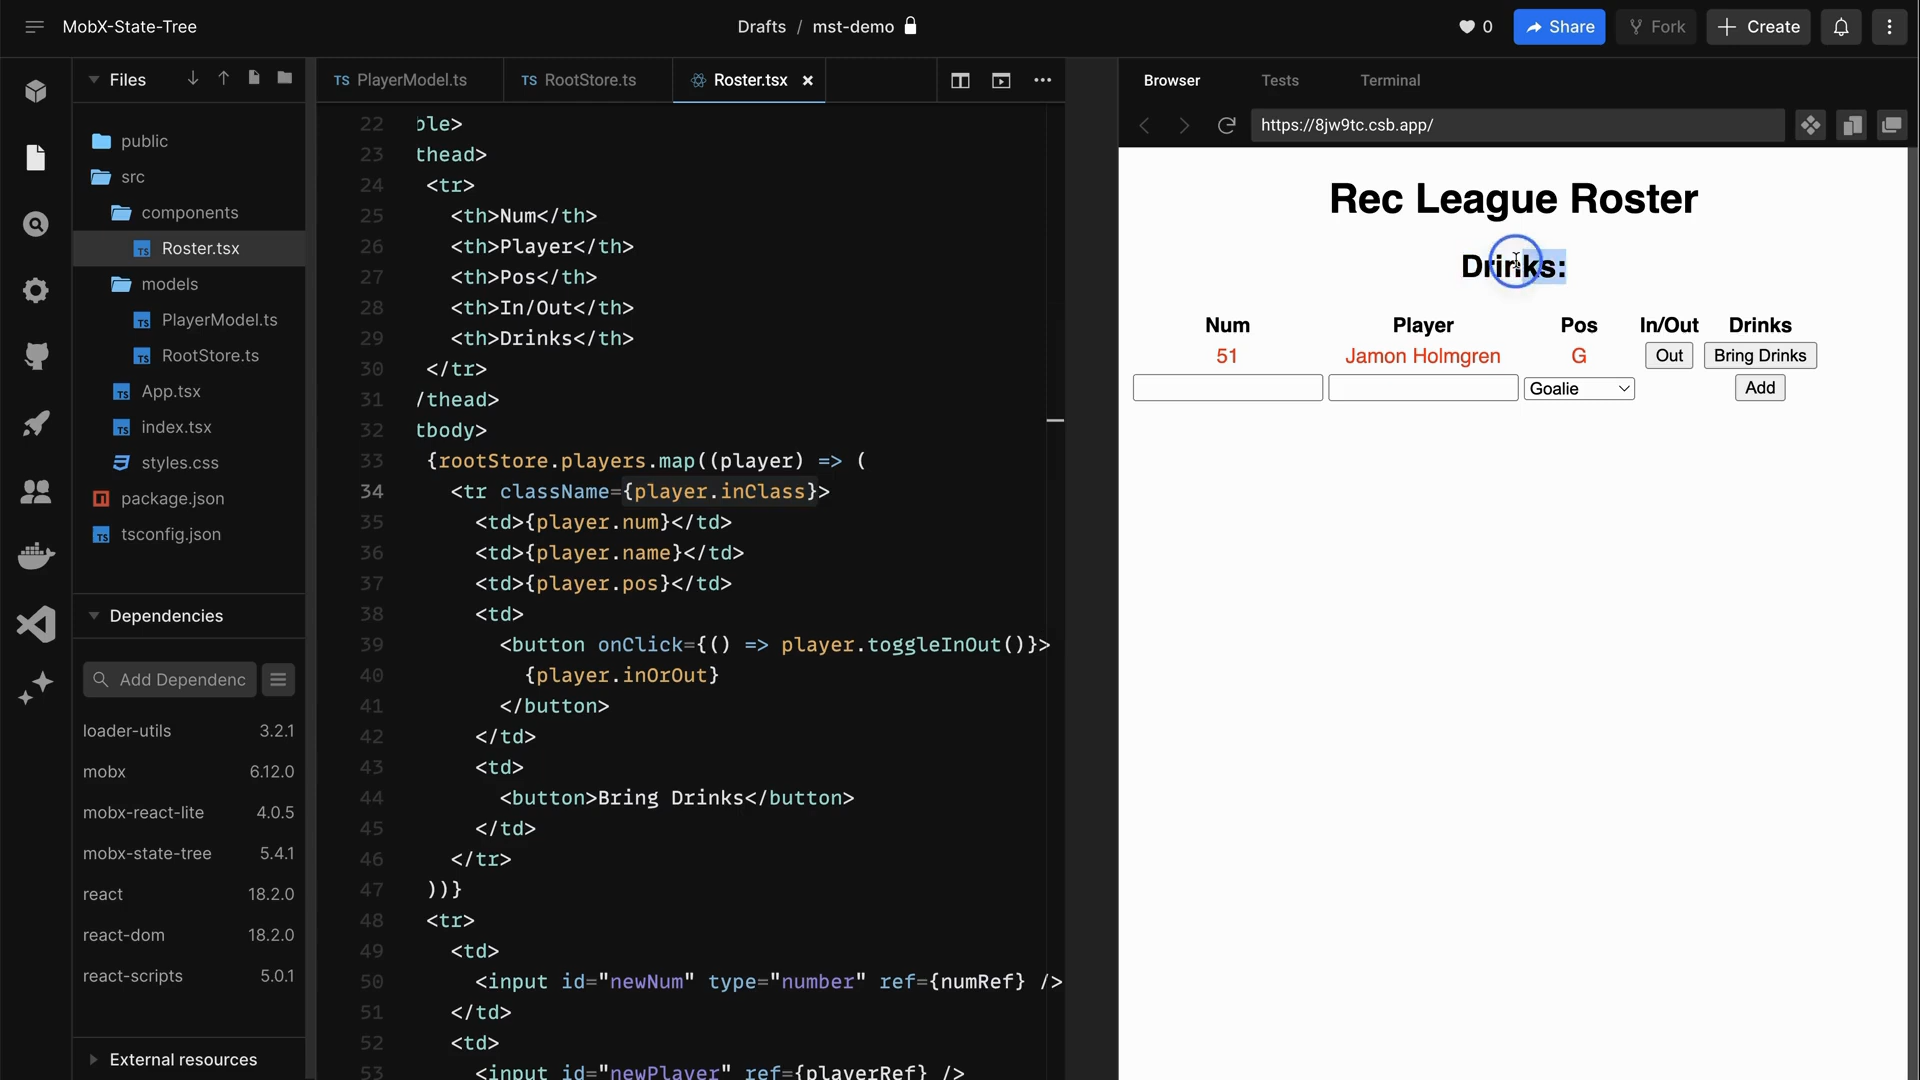 MobX-State-Tree
Drafts / mst-demo
0
Share
Fork
Create
Files
public
src
components
TS Roster.tsx
models
TS PlayerModel.ts
TS RootStore.ts
TS App.tsx
TS index.tsx
styles.css
package.json
TS tsconfig.json
Dependencies
Add Dependenc
loader-utils 3.2.1
mobx 6.12.0
mobx-react-lite 4.0.5
mobx-state-tree 5.4.1
react 18.2.0
react-dom 18.2.0
react-scripts 5.0.1
External resources
TS PlayerModel.ts
TS RootStore.ts
Roster.tsx
22 ble>
23 thead>
24 <tr>
25 <th>Num</th>
26 <th>Player</th>
27 <th>Pos</th>
28 <th>In/Out</th>
29 <th>Drinks</th>
30 </tr>
31 /thead>
32 tbody>
33 {rootStore.players.map((player) => (
34 <tr className={player.inClass}>
35 <td>{player.num}</td>
36 <td>{player.name}</td>
37 <td>{player.pos}</td>
38 <td>
39 <button onClick={() => player.toggleInOut()}>
40 {player.inOrOut}
41 </button>
42 </td>
43 <td>
44 <button>Bring Drinks</button>
45 </td>
46 </tr>
47 ))}
48 <tr>
49 <td>
50 <input id="newNum" type="number" ref={numRef} />
51 </td>
52 <td>
53 <input id="newPlayer" ref={playerRef} />
Browser
Tests
Terminal
https://8jw9tc.csb.app/
Rec League Roster
Drinks:
Num Player Pos In/Out Drinks
51 Jamon Holmgren G Out Bring Drinks
Goalie Add